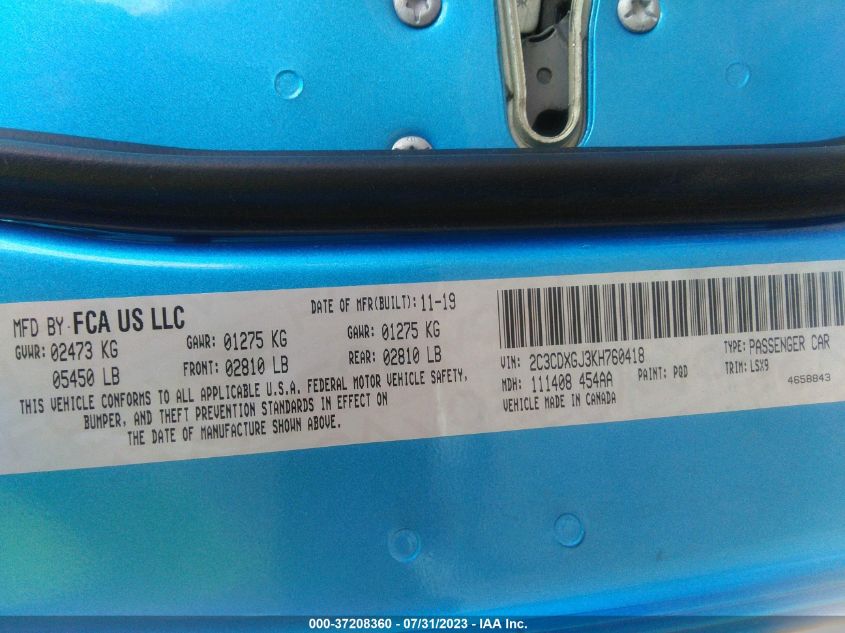 MFD BY FCA US LLC
DATE OF MFR(BUILT): 11-19
GVWR: 02473 KG
05450 LB
GAWR: 01275 KG
FRONT: 02810 LB
GAWR: 01275 KG
REAR: 02810 LB
THIS VEHICLE CONFORMS TO ALL APPLICABLE U.S.A. FEDERAL MOTOR VEHICLE SAFETY,
BUMPER, AND THEFT PREVENTION STANDARDS IN EFFECT ON
THE DATE OF MANUFACTURE SHOWN ABOVE.
VIN: 2C3CDXGJ3KH760418
TYPE: PASSENGER CAR
MDH: 111408 454AA
PAINT: PQD
TRIM: LSX9
VEHICLE MADE IN CANADA
4658843
000-37208360 - 07/31/2023 - IAA Inc.